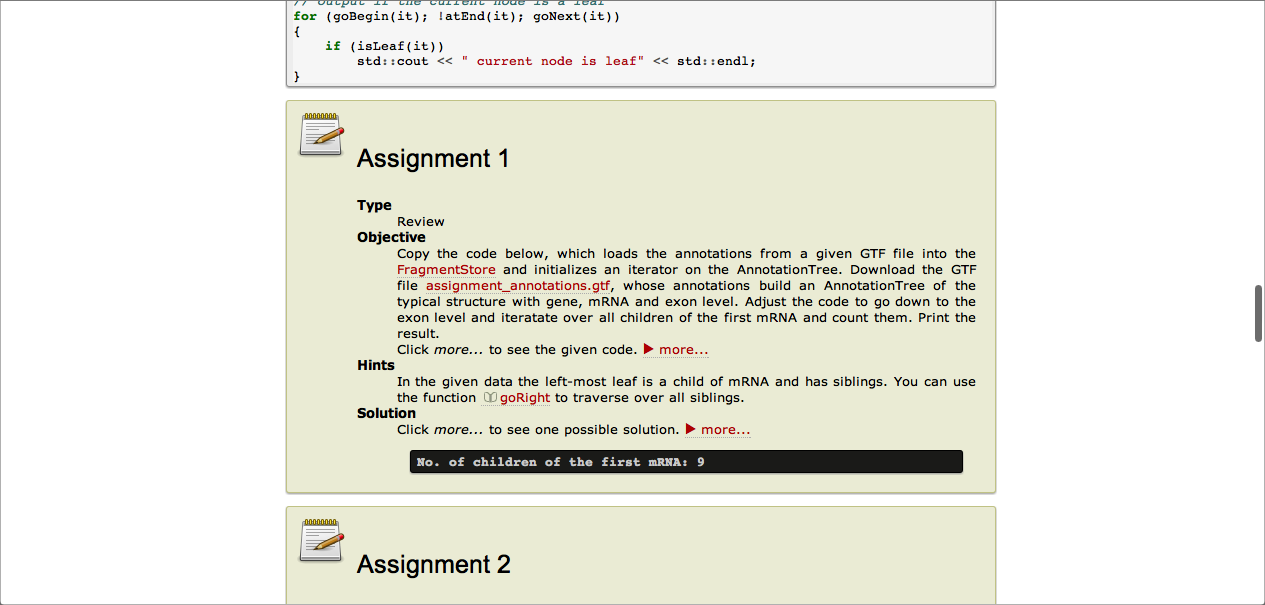 // Output if the current node is a leaf
for (goBegin(it); !atEnd(it); goNext(it))
{
    if (isLeaf(it))
        std::cout << " current node is leaf" << std::endl;
}
Assignment 1
Type
Review
Objective
Copy the code below, which loads the annotations from a given GTF file into the
FragmentStore and initializes an iterator on the AnnotationTree. Download the GTF
file assignment_annotations.gtf, whose annotations build an AnnotationTree of the
typical structure with gene, mRNA and exon level. Adjust the code to go down to the
exon level and iteratate over all children of the first mRNA and count them. Print the
result.
Click more... to see the given code. ▶ more...
Hints
In the given data the left-most leaf is a child of mRNA and has siblings. You can use
the function goRight to traverse over all siblings.
Solution
Click more... to see one possible solution. ▶ more...
No. of children of the first mRNA: 9
Assignment 2